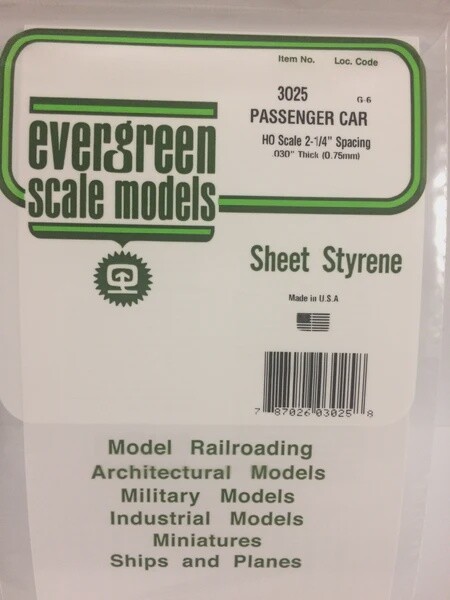 Item No. Loc. Code
3025 G-6
PASSENGER CAR
HO Scale 2-1/4" Spacing
.030" Thick (0.75mm)
evergreen
scale models
Sheet Styrene
Made in U.S.A
7 87026 03025 8
Model Railroading
Architectural Models
Military Models
Industrial Models
Miniatures
Ships and Planes